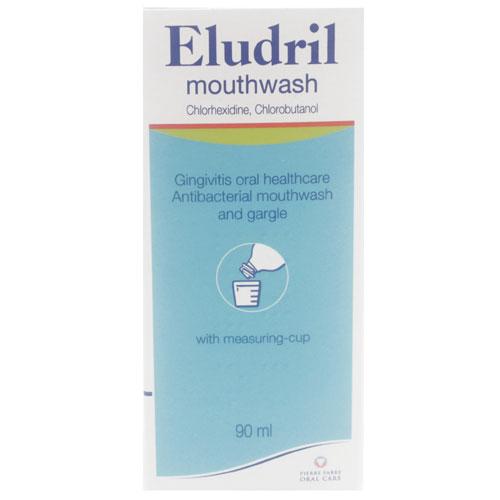 Eludril
mouthwash
Chlorhexidine, Chlorobutanol
Gingivitis oral healthcare
Antibacterial mouthwash
and gargle
with measuring-cup
90 ml
PIERRE FABRE
ORAL CARE